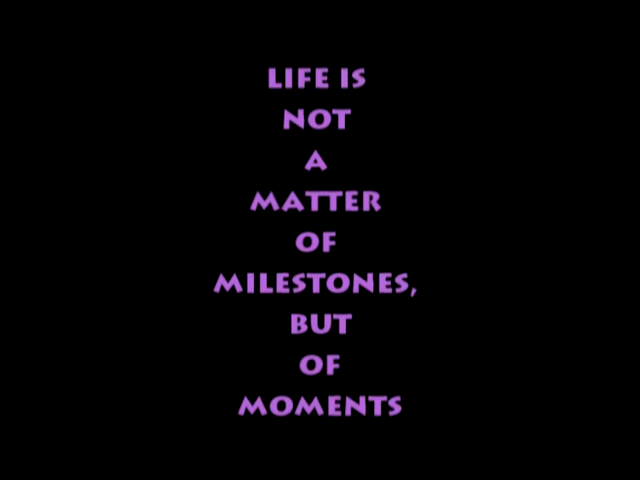 LIFE IS
NOT
A
MATTER
OF
MILESTONES,
BUT
OF
MOMENTS